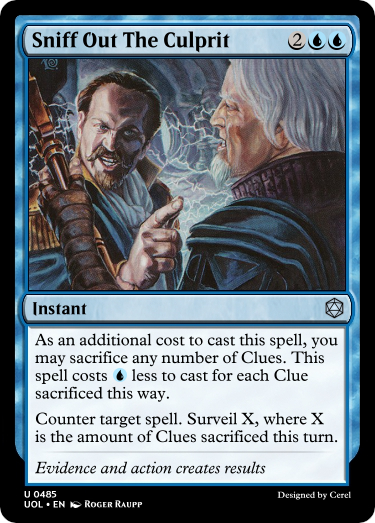 Sniff Out The Culprit 2
Instant
As an additional cost to cast this spell, you
may sacrifice any number of Clues. This
spell costs less to cast for each Clue
sacrificed this way.
Counter target spell. Surveil X, where X
is the amount of Clues sacrificed this turn.
Evidence and action creates results
U 0485
UOL • EN Roger Raupp
Designed by Cerel